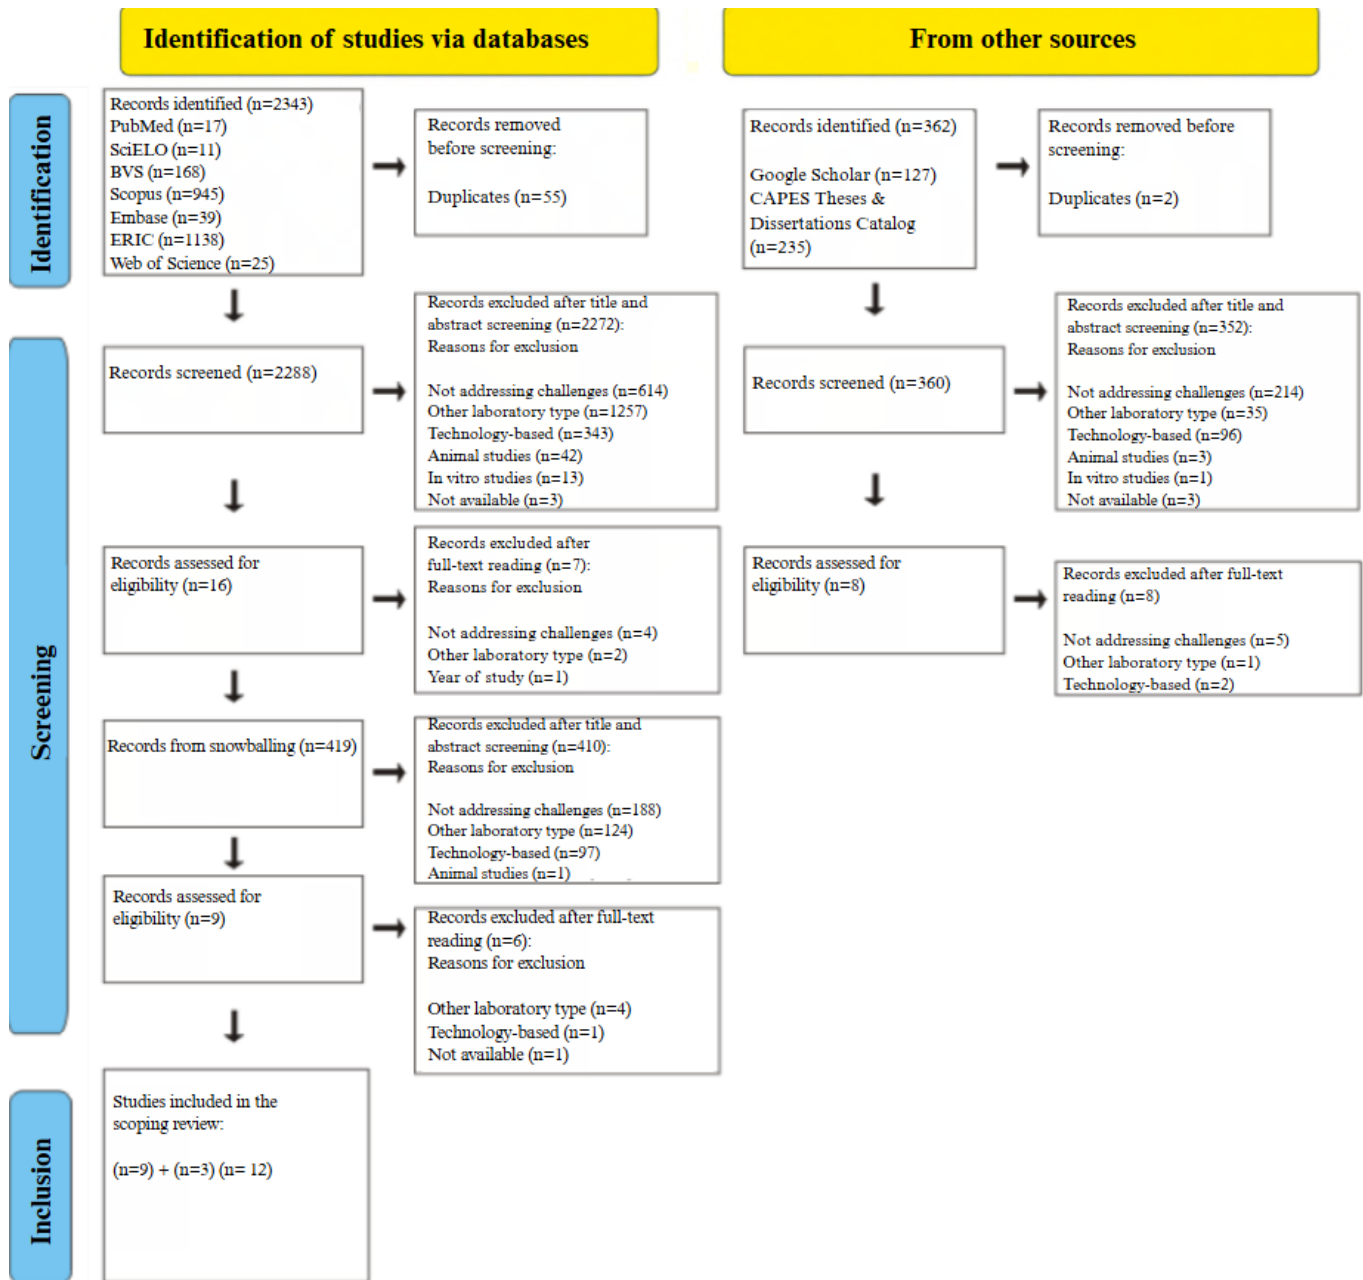 Identification of studies via databases
From other sources
Identification
Records identified (n=2343)
PubMed (n=17)
SciELO (n=11)
BVS (n=168)
Scopus (n=945)
Embase (n=39)
ERIC (n=1138)
Web of Science (n=25)
Records removed
before screening:
Duplicates (n=55)
Records identified (n=362)
Google Scholar (n=127)
CAPES Theses &
Dissertations Catalog
(n=235)
Records removed before
screening:
Duplicates (n=2)
Screening
Records screened (n=2288)
Records excluded after title and
abstract screening (n=2272):
Reasons for exclusion
Not addressing challenges (n=614)
Other laboratory type (n=1257)
Technology-based (n=343)
Animal studies (n=42)
In vitro studies (n=13)
Not available (n=3)
Records screened (n=360)
Records excluded after title and
abstract screening (n=352):
Reasons for exclusion
Not addressing challenges (n=214)
Other laboratory type (n=35)
Technology-based (n=96)
Animal studies (n=3)
In vitro studies (n=1)
Not available (n=3)
Records assessed for
eligibility (n=16)
Records excluded after
full-text reading (n=7):
Reasons for exclusion
Not addressing challenges (n=4)
Other laboratory type (n=2)
Year of study (n=1)
Records assessed for
eligibility (n=8)
Records excluded after full-text
reading (n=8)
Not addressing challenges (n=5)
Other laboratory type (n=1)
Technology-based (n=2)
Records from snowballing (n=419)
Records excluded after title and
abstract screening (n=410):
Reasons for exclusion
Not addressing challenges (n=188)
Other laboratory type (n=124)
Technology-based (n=97)
Animal studies (n=1)
Records assessed for
eligibility (n=9)
Records excluded after full-text
reading (n=6):
Reasons for exclusion
Other laboratory type (n=4)
Technology-based (n=1)
Not available (n=1)
Inclusion
Studies included in the
scoping review:
(n=9) + (n=3) (n= 12)